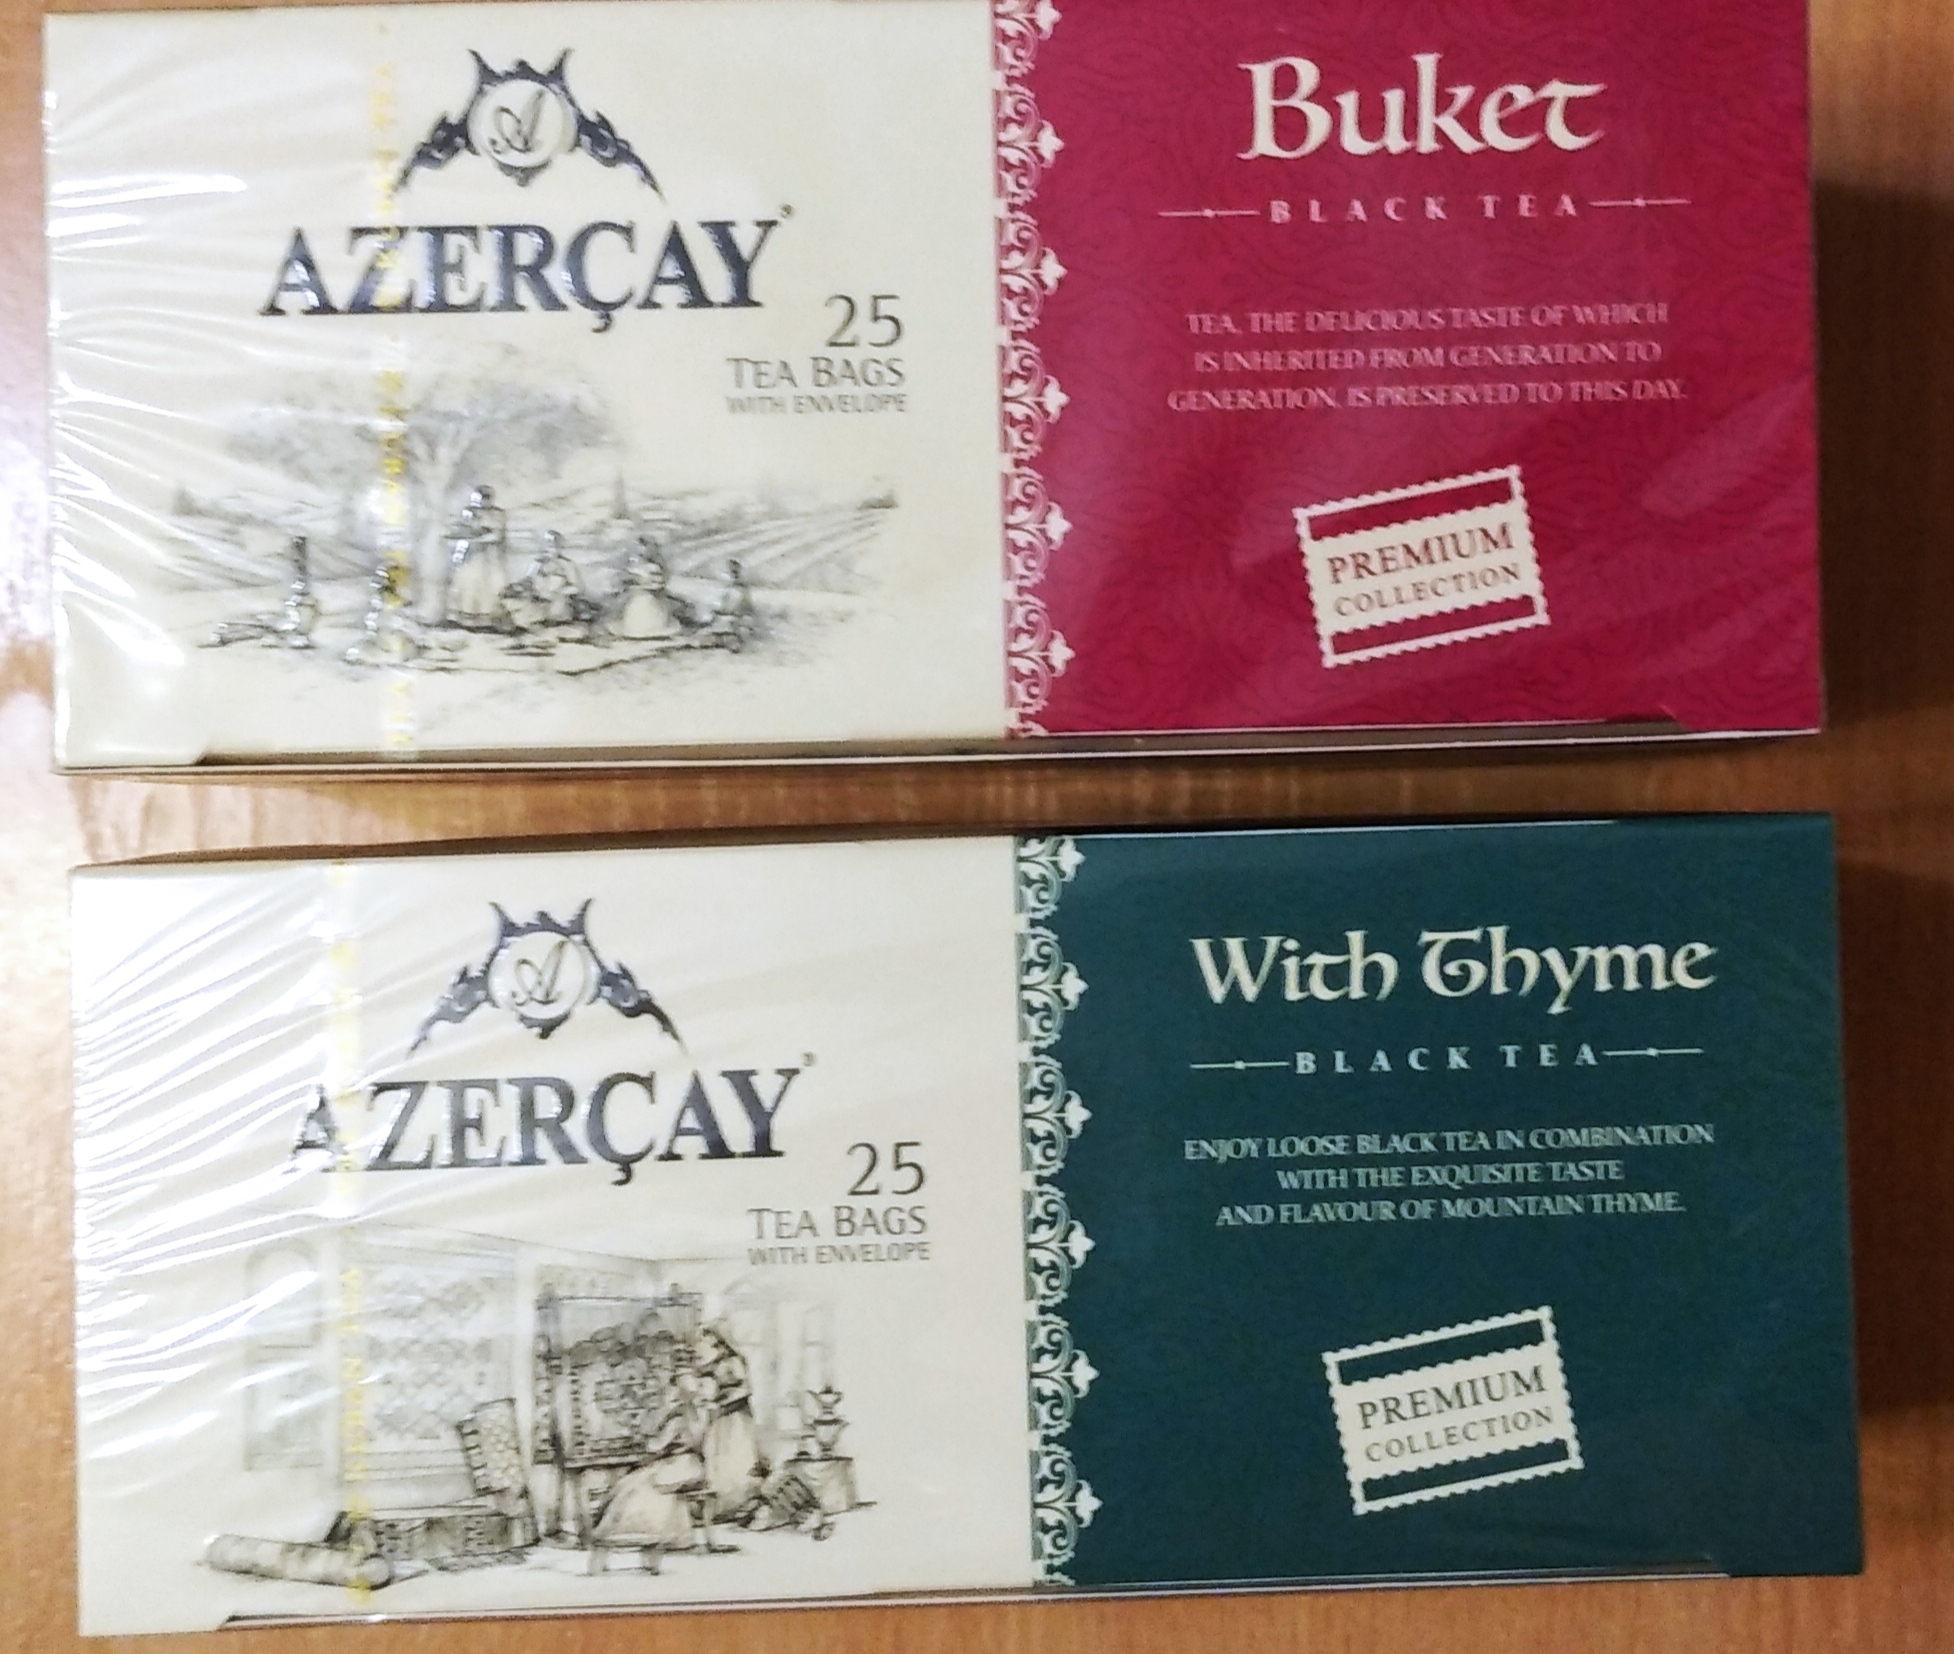 A
AZERÇAY
25
TEA BAGS
WITH ENVELOPE
Buket
BLACK TEA
TEA, THE DELICIOUS TASTE OF WHICH
IS INHERITED FROM GENERATION TO
GENERATION, IS PRESERVED TO THIS DAY.
PREMIUM
COLLECTION
A
AZERÇAY
25
TEA BAGS
WITH ENVELOPE
With Thyme
BLACK TEA
ENJOY LOOSE BLACK TEA IN COMBINATION
WITH THE EXQUISITE TASTE
AND FLAVOUR OF MOUNTAIN THYME.
PREMIUM
COLLECTION